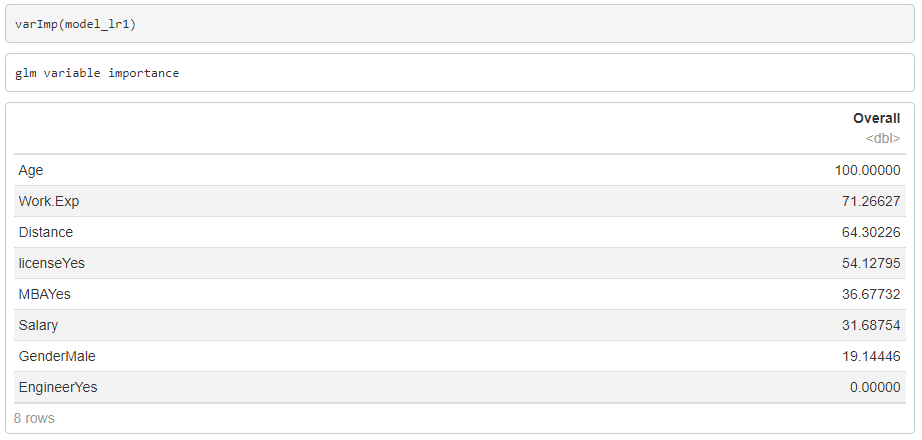 varImp(model_lr1)
glm variable importance
Overall
<dbl>
Age 100.00000
Work.Exp 71.26627
Distance 64.30226
licenseYes 54.12795
MBAYes 36.67732
Salary 31.68754
GenderMale 19.14446
EngineerYes 0.00000
8 rows